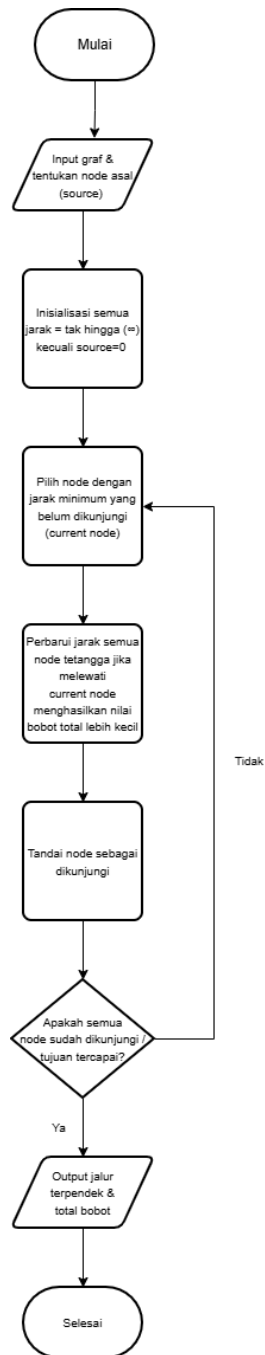 Mulai
Input graf &
tentukan node asal
(source)
Inisialisasi semua
jarak = tak hingga (∞)
kecuali source=0
Pilih node dengan
jarak minimum yang
belum dikunjungi
(current node)
Perbarui jarak semua
node tetangga jika
melewati
current node
menghasilkan nilai
bobot total lebih kecil
Tidak
Tandai node sebagai
dikunjungi
Apakah semua
node sudah dikunjungi /
tujuan tercapai?
Ya
Output jalur
terpendek &
total bobot
Selesai